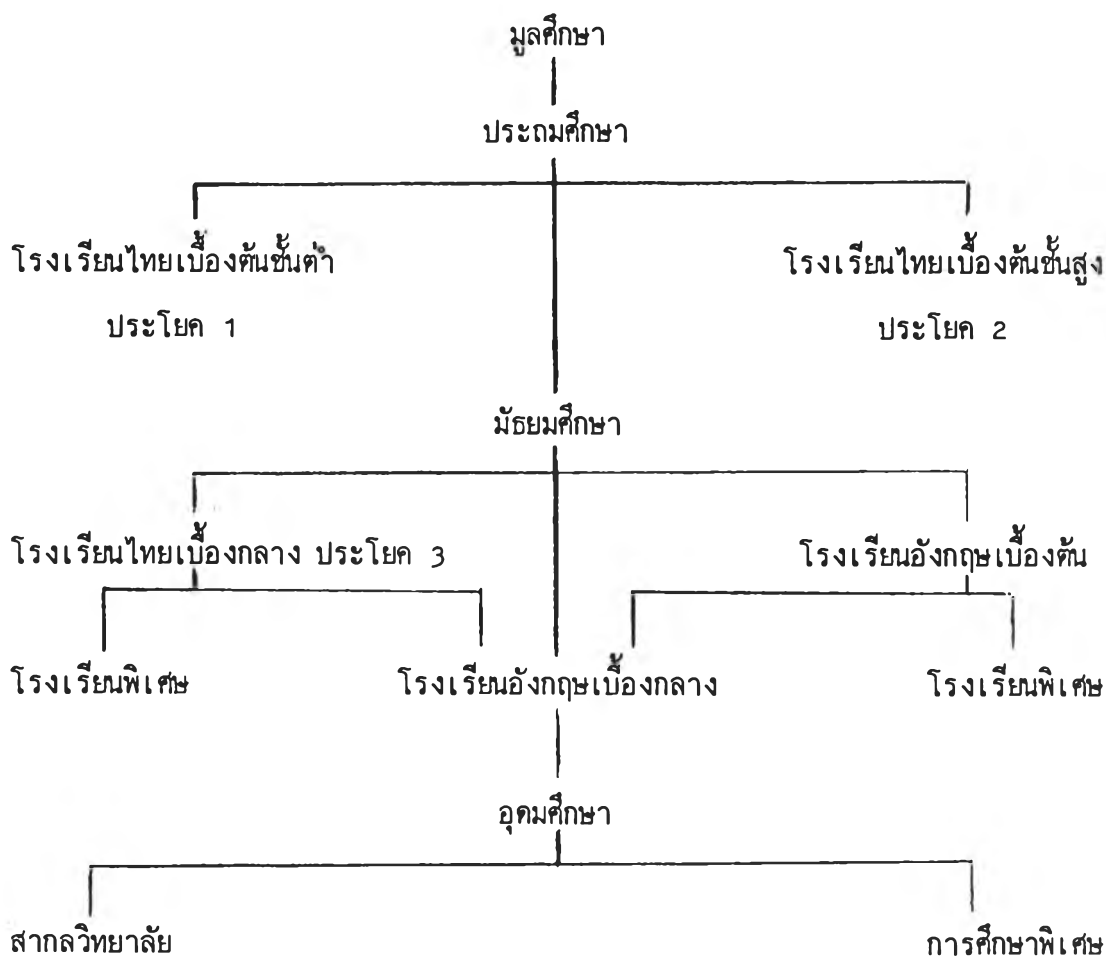 มูลศึกษา
ประถมศึกษา
โรงเรียนไทยเบื้องต้นชั้นต่ำ
โรงเรียนไทยเบื้องต้นชั้นสูง
ประโยค 1
ประโยค 2
มัธยมศึกษา
โรงเรียนไทยเบื้องกลาง ประโยค 3
โรงเรียนอังกฤษเบื้องต้น
โรงเรียนพิเศษ
โรงเรียนอังกฤษเบื้องกลาง
โรงเรียนพิเศษ
อุดมศึกษา
สากลวิทยาลัย
การศึกษาพิเศษ